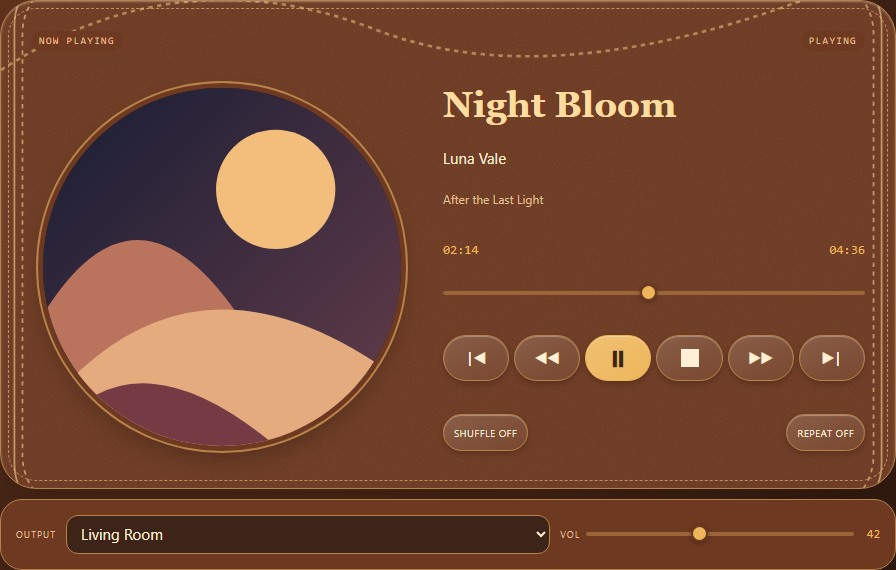 NOW PLAYING
PLAYING
Night Bloom
Luna Vale
After the Last Light
02:14
04:36
SHUFFLE OFF
REPEAT OFF
OUTPUT
Living Room
VOL
42